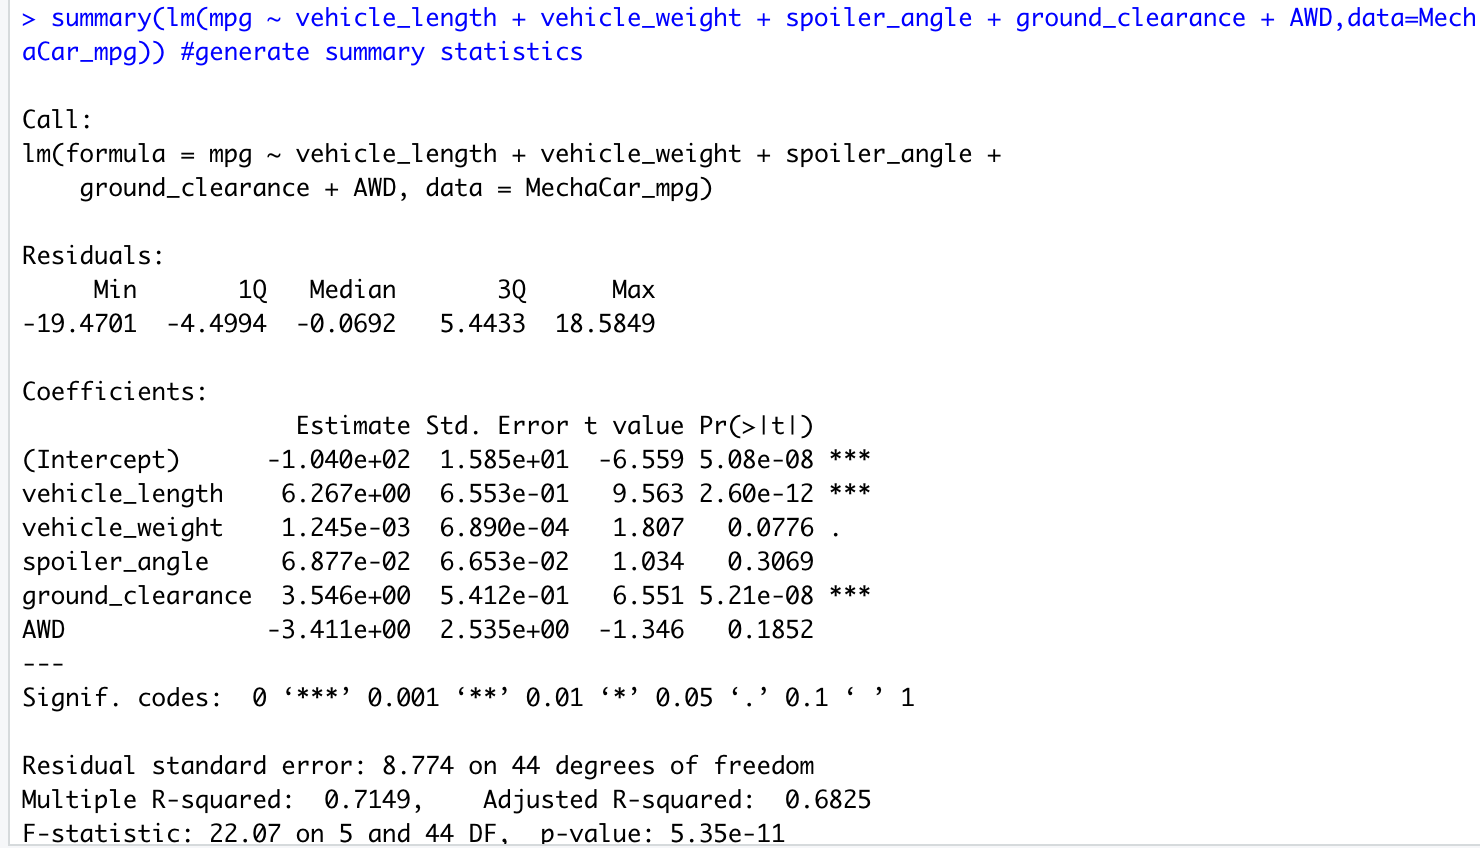 > summary(lm(mpg ~ vehicle_length + vehicle_weight + spoiler_angle + ground_clearance + AWD,data=Mech
aCar_mpg)) #generate summary statistics
Call:
lm(formula = mpg ~ vehicle_length + vehicle_weight + spoiler_angle +
    ground_clearance + AWD, data = MechaCar_mpg)
Residuals:
     Min       1Q   Median       3Q      Max
-19.4701  -4.4994  -0.0692   5.4433  18.5849
Coefficients:
                   Estimate Std. Error t value Pr(>|t|)
(Intercept)      -1.040e+02  1.585e+01  -6.559 5.08e-08 ***
vehicle_length    6.267e+00  6.553e-01   9.563 2.60e-12 ***
vehicle_weight    1.245e-03  6.890e-04   1.807   0.0776 .
spoiler_angle     6.877e-02  6.653e-02   1.034   0.3069
ground_clearance  3.546e+00  5.412e-01   6.551 5.21e-08 ***
AWD              -3.411e+00  2.535e+00  -1.346   0.1852
---
Signif. codes:  0 ‘***’ 0.001 ‘**’ 0.01 ‘*’ 0.05 ‘.’ 0.1 ‘ ’ 1
Residual standard error: 8.774 on 44 degrees of freedom
Multiple R-squared:  0.7149,    Adjusted R-squared:  0.6825
F-statistic: 22.07 on 5 and 44 DF,  p-value: 5.35e-11